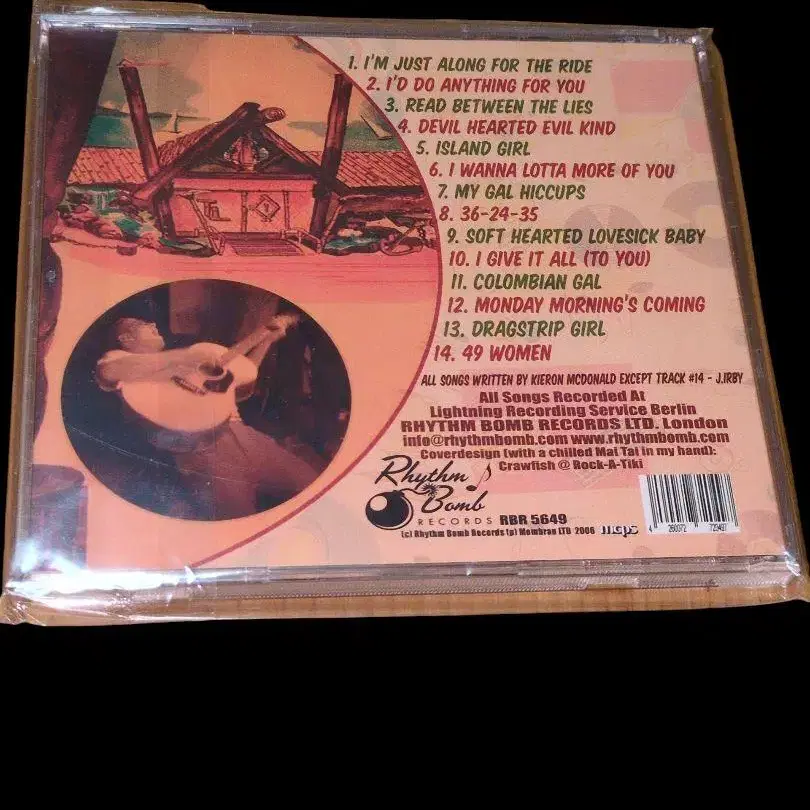 1. I'M JUST ALONG FOR THE RIDE
2. I'D DO ANYTHING FOR YOU
3. READ BETWEEN THE LIES
4. DEVIL HEARTED EVIL KIND
5. ISLAND GIRL
6. I WANNA LOTTA MORE OF YOU
7. MY GAL HICCUPS
8. 36-24-35
9. SOFT HEARTED LOVESICK BABY
10. I GIVE IT ALL (TO YOU)
11. COLOMBIAN GAL
12. MONDAY MORNING'S COMING
13. DRAGSTRIP GIRL
14. 49 WOMEN
ALL SONGS WRITTEN BY KIERON MCDONALD EXCEPT TRACK #14 - J.IRBY
All Songs Recorded At
Lightning Recording Service Berlin
RHYTHM BOMB RECORDS LTD. London
info@rhythmbomb.com www.rhythmbomb.com
Coverdesign (with a chilled Mai Tai in my hand):
Crawfish @ Rock-A-Tiki
Rhythm
Bomb
RECORDS RBR 5649
(c) Rhythm Bomb Records (p) Membran LTD 2006 mcps
4 260072 729497